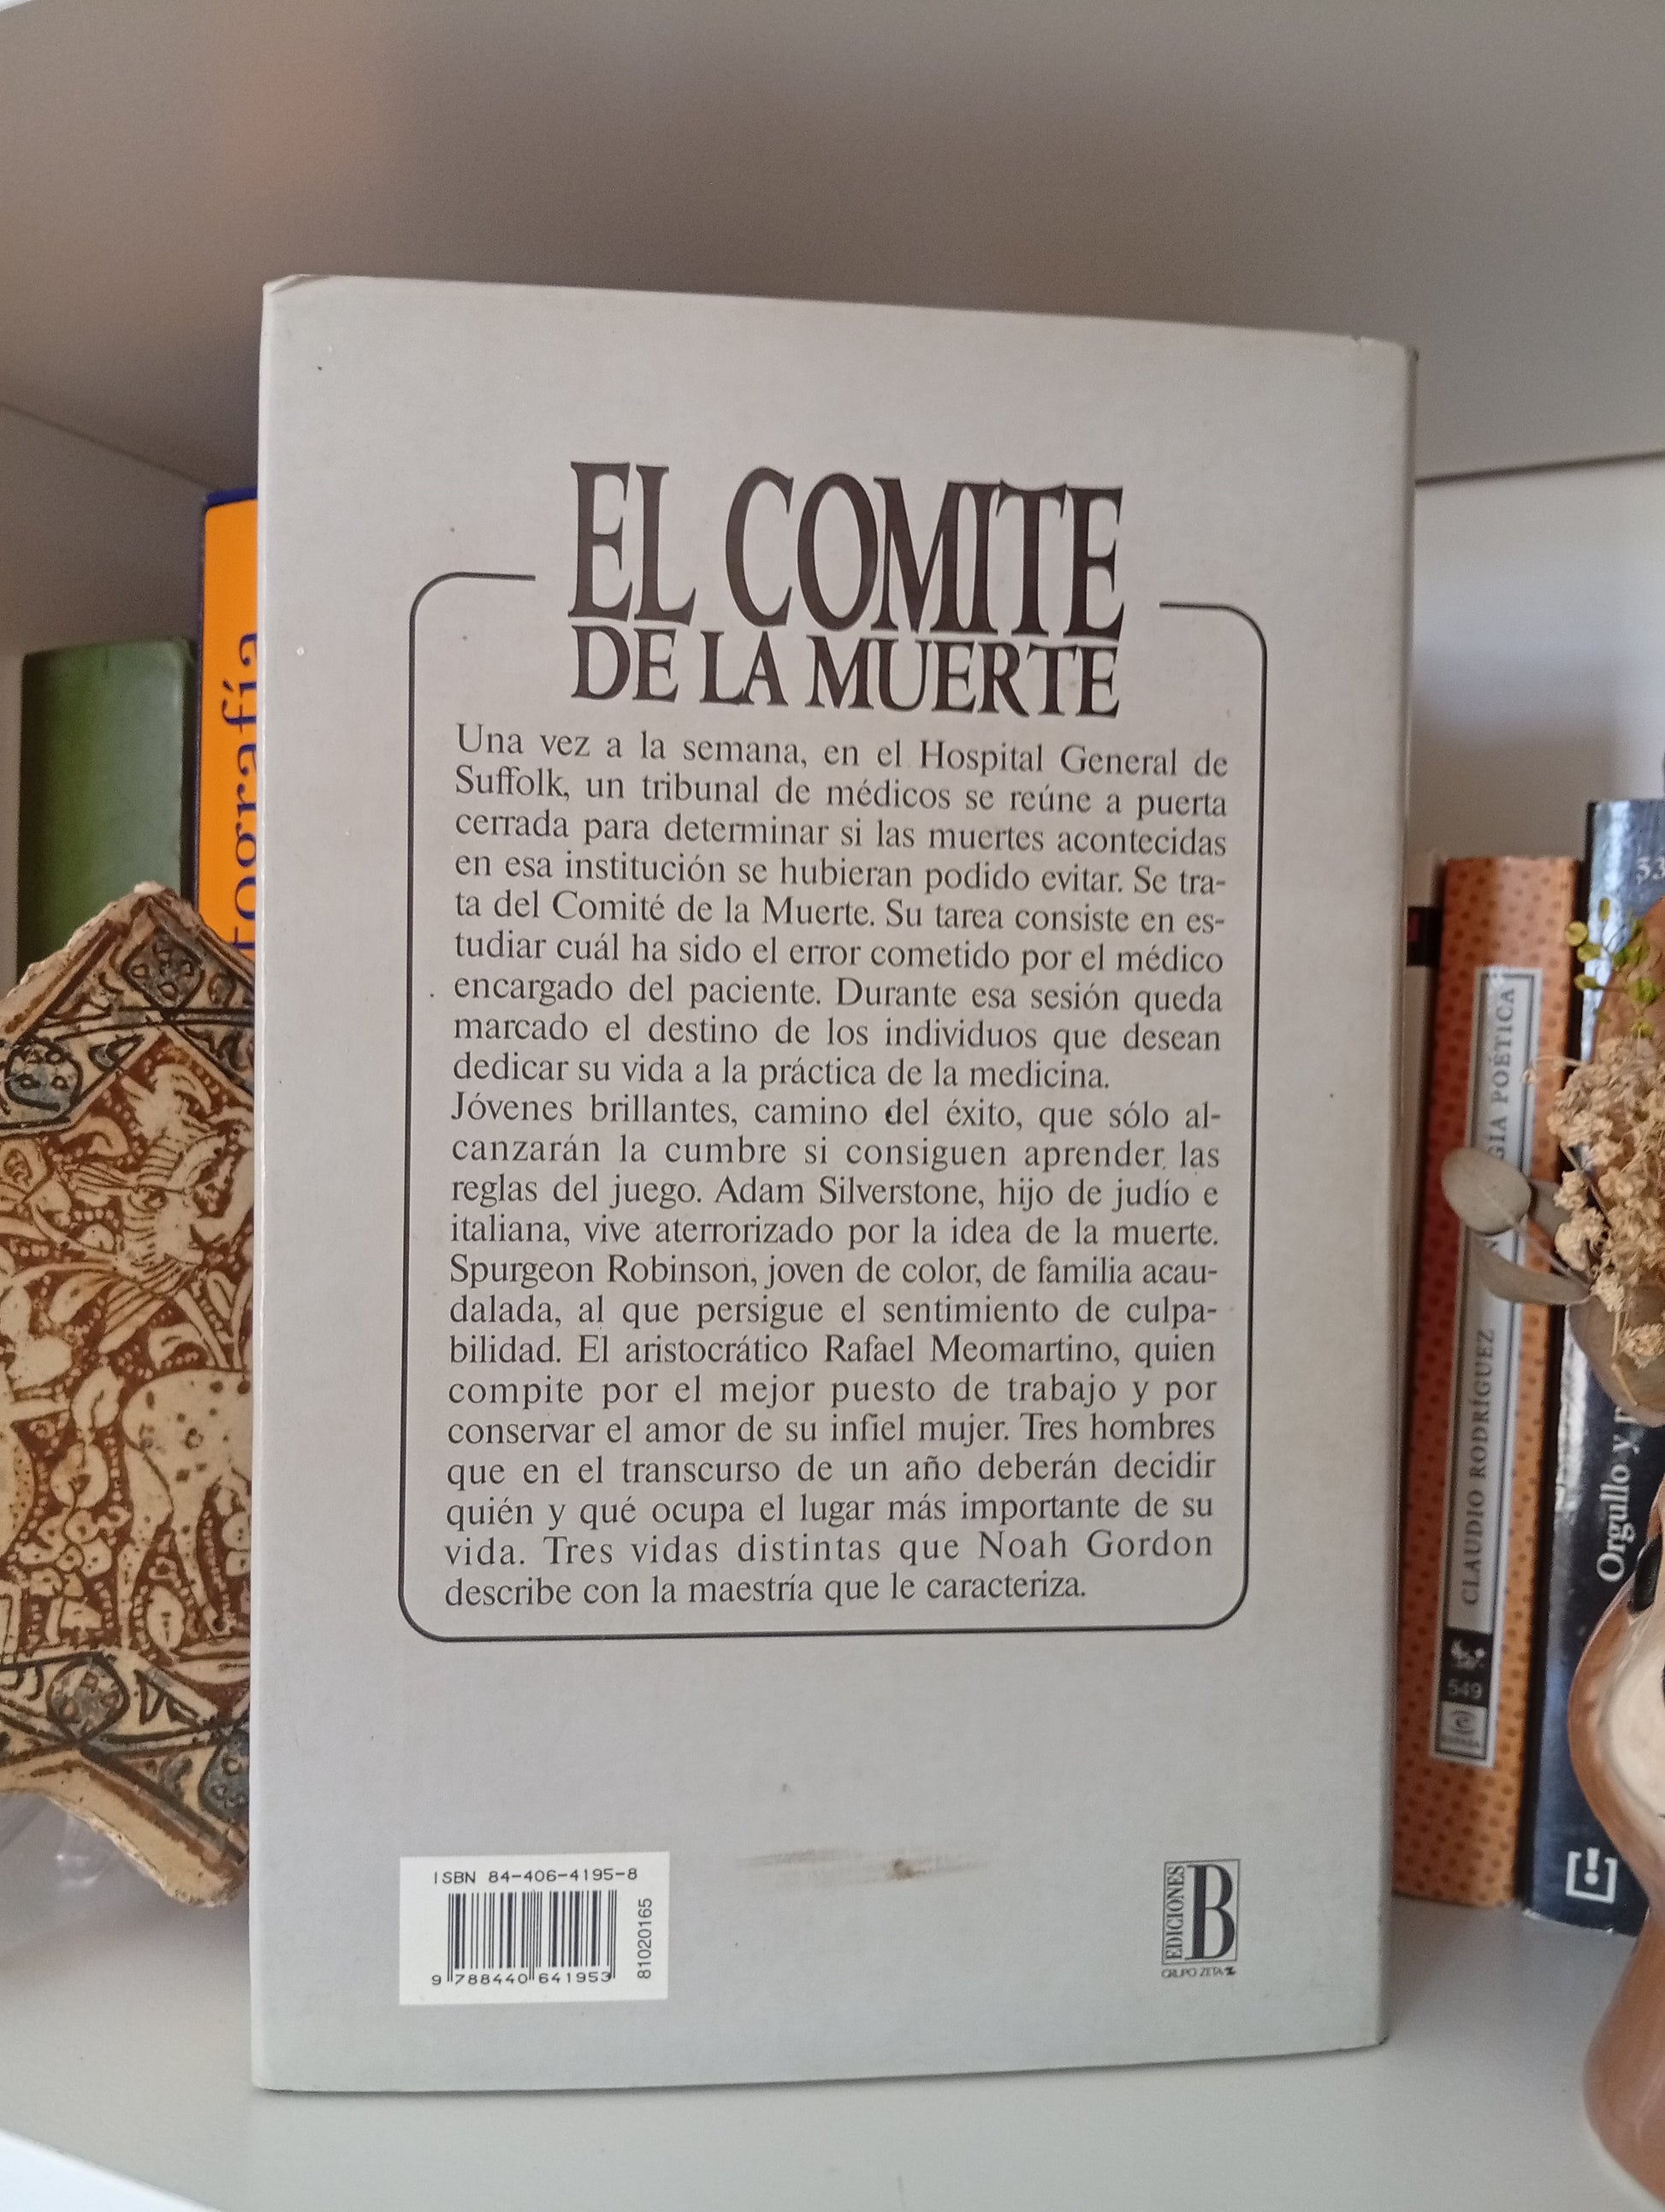 EL COMITE
DE LA MUERTE
Una vez a la semana, en el Hospital General de
Suffolk, un tribunal de médicos se reúne a puerta
cerrada para determinar si las muertes acontecidas
en esa institución se hubieran podido evitar. Se tra-
ta del Comité de la Muerte. Su tarea consiste en es-
tudiar cuál ha sido el error cometido por el médico
encargado del paciente. Durante esa sesión queda
marcado el destino de los individuos que desean
dedicar su vida a la práctica de la medicina.
Jóvenes brillantes, camino del éxito, que sólo al-
canzarán la cumbre si consiguen aprender las
reglas del juego. Adam Silverstone, hijo de judío e
italiana, vive aterrorizado por la idea de la muerte.
Spurgeon Robinson, joven de color, de familia acau-
dalada, al que persigue el sentimiento de culpa-
bilidad. El aristocrático Rafael Meomartino, quien
compite por el mejor puesto de trabajo y por
conservar el amor de su infiel mujer. Tres hombres
que en el transcurso de un año deberán decidir
quién y qué ocupa el lugar más importante de su
vida. Tres vidas distintas que Noah Gordon
describe con la maestría que le caracteriza.
ISBN 84-406-4195-8
9 788440 641953
81020165
EDICIONES
B
GRUPO ZETA
tografía
CLAUDIO RODRÍGUEZ
GIA POÉTICA
549
Orgullo y
53